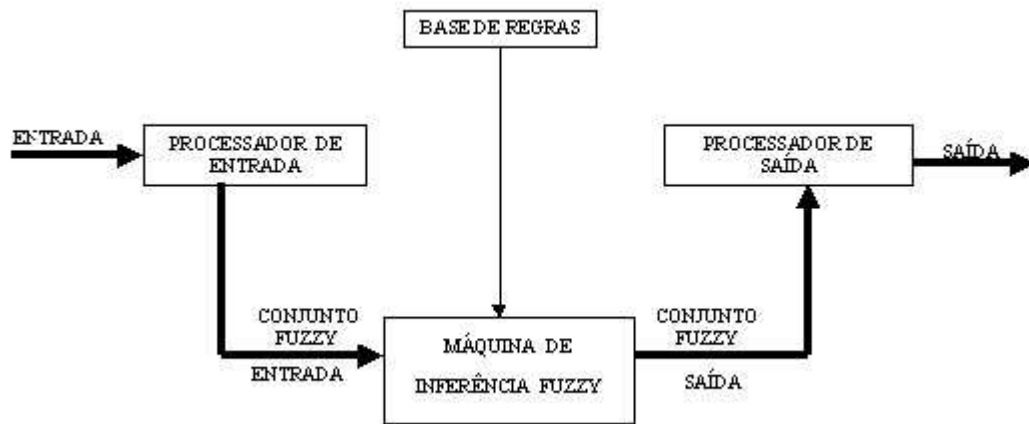 BASE DE REGRAS
ENTRADA
PROCESSADOR DE
ENTRADA
PROCESSADOR DE
SAÍDA
SAÍDA
CONJUNTO
FUZZY
ENTRADA
MÁQUINA DE
INFERÊNCIA FUZZY
CONJUNTO
FUZZY
SAÍDA